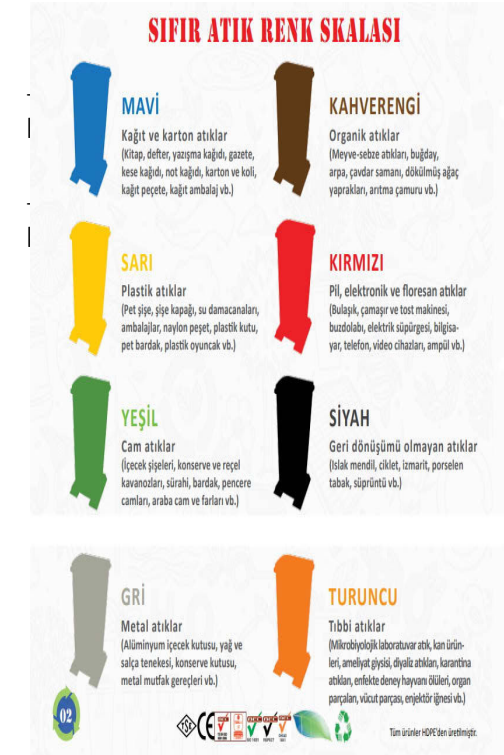 SIFIR ATIK RENK SKALASI
MAVİ
Kağıt ve karton atıklar
(Kitap, defter, yazışma kağıdı, gazete,
kese kağıdı, not kağıdı, karton ve koli,
kağıt peçete, kağıt ambalaj vb.)
KAHVERENGİ
Organik atıklar
(Meyve-sebze atıkları, buğday,
arpa, çavdar samanı, dökülmüş ağaç
yaprakları, arıtma çamuru vb.)
SARI
Plastik atıklar
(Pet şişe, şişe kapağı, su damacanaları,
ambalajlar, naylon peşet, plastik kutu,
pet bardak, plastik oyuncak vb.)
KIRMIZI
Pil, elektronik ve floresan atıklar
(Bulaşık, çamaşır ve tost makinesi,
buzdolabı, elektrik süpürgesi, bilgisa-
yar, telefon, video cihazları, ampül vb.)
YEŞİL
Cam atıklar
(İçecek şişeleri, konserve ve reçel
kavanozları, sürahi, bardak, pencere
camları, araba cam ve farları vb.)
SİYAH
Geri dönüşümü olmayan atıklar
(Islak mendil, ciklet, izmarit, porselen
tabak, süprüntü vb.)
GRİ
Metal atıklar
(Alüminyum içecek kutusu, yağ ve
salça tenekesi, konserve kutusu,
metal mutfak gereçleri vb.)
TURUNCU
Tıbbi atıklar
(Mikrobiyolojik laboratuvar atık, kan ürün-
leri, ameliyat giysisi, diyaliz atıkları, karantina
atıkları, enfekte deney hayvanı ölüleri, organ
parçaları, vücut parçası, enjektör iğnesi vb.)
02
TSE CE
Tüm ürünler HDPE'den üretilmiştir.